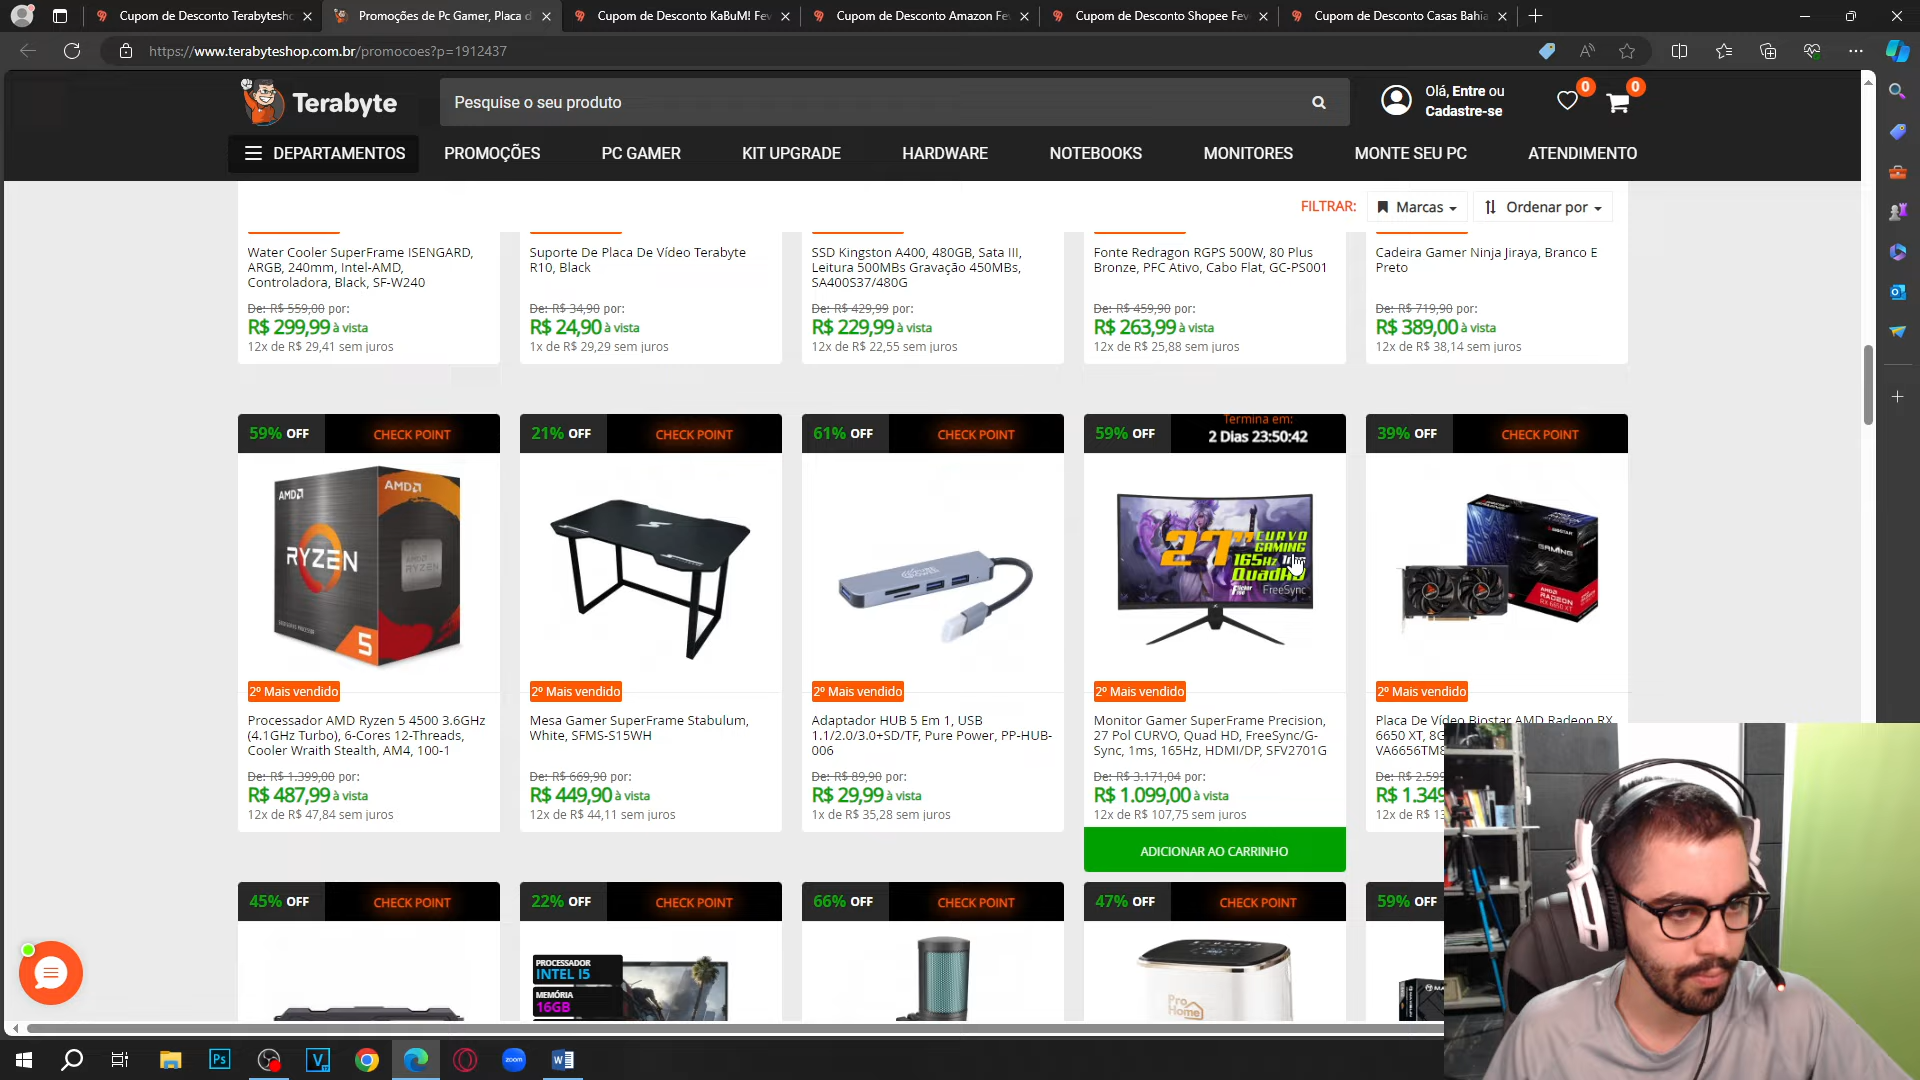 Cupom de Desconto Terabytesho
Promoções de Pc Gamer, Placa d
Cupom de Desconto KaBuM! Fev
Cupom de Desconto Amazon Fe
Cupom de Desconto Shopee Fev
Cupom de Desconto Casas Bahia
https://www.terabyteshop.com.br/promocoes?p=1912437
Terabyte
Pesquise o seu produto
Olá, Entre ou
Cadastre-se
0
0
DEPARTAMENTOS
PROMOÇÕES
PC GAMER
KIT UPGRADE
HARDWARE
NOTEBOOKS
MONITORES
MONTE SEU PC
ATENDIMENTO
FILTRAR:
Marcas
Ordenar por
Water Cooler SuperFrame ISENGARD,
ARGB, 240mm, Intel-AMD,
Controladora, Black, SF-W240
De: R$ 559,00 por:
R$ 299,99 à vista
12x de R$ 29,41 sem juros
Suporte De Placa De Vídeo Terabyte
R10, Black
De: R$ 34,90 por:
R$ 24,90 à vista
1x de R$ 29,29 sem juros
SSD Kingston A400, 480GB, Sata III,
Leitura 500MBs Gravação 450MBs,
SA400S37/480G
De: R$ 429,99 por:
R$ 229,99 à vista
12x de R$ 22,55 sem juros
Fonte Redragon RGPS 500W, 80 Plus
Bronze, PFC Ativo, Cabo Flat, GC-PS001
De: R$ 459,90 por:
R$ 263,99 à vista
12x de R$ 25,88 sem juros
Cadeira Gamer Ninja Jiraya, Branco E
Preto
De: R$ 719,90 por:
R$ 389,00 à vista
12x de R$ 38,14 sem juros
59% OFF
CHECK POINT
AMD
AMD
RYZEN
5
2º Mais vendido
Processador AMD Ryzen 5 4500 3.6GHz
(4.1GHz Turbo), 6-Cores 12-Threads,
Cooler Wraith Stealth, AM4, 100-1
De: R$ 1.399,00 por:
R$ 487,99 à vista
12x de R$ 47,84 sem juros
21% OFF
CHECK POINT
2º Mais vendido
Mesa Gamer SuperFrame Stabulum,
White, SFMS-S15WH
De: R$ 669,90 por:
R$ 449,90 à vista
12x de R$ 44,11 sem juros
61% OFF
CHECK POINT
2º Mais vendido
Adaptador HUB 5 Em 1, USB
1.1/2.0/3.0+SD/TF, Pure Power, PP-HUB-
006
De: R$ 89,90 por:
R$ 29,99 à vista
1x de R$ 35,28 sem juros
59% OFF
Termina em:
2 Dias 23:50:42
27"
CURVO
GAMING
165Hz
QuadHD
FreeSync
2º Mais vendido
Monitor Gamer SuperFrame Precision,
27 Pol CURVO, Quad HD, FreeSync/G-
Sync, 1ms, 165Hz, HDMI/DP, SFV2701G
De: R$ 3.171,04 por:
R$ 1.099,00 à vista
12x de R$ 107,75 sem juros
ADICIONAR AO CARRINHO
39% OFF
CHECK POINT
GAMING
2º Mais vendido
Placa De Vídeo Biostar AMD Radeon RX
6650 XT, 8G
VA6656TM8
De: R$ 2.599
R$ 1.349
12x de R$ 13
45% OFF
CHECK POINT
22% OFF
CHECK POINT
PROCESSADOR
INTEL I5
MEMÓRIA
16GB
66% OFF
CHECK POINT
47% OFF
CHECK POINT
Pro
Home
59% OFF
Ps
V
zoom
W